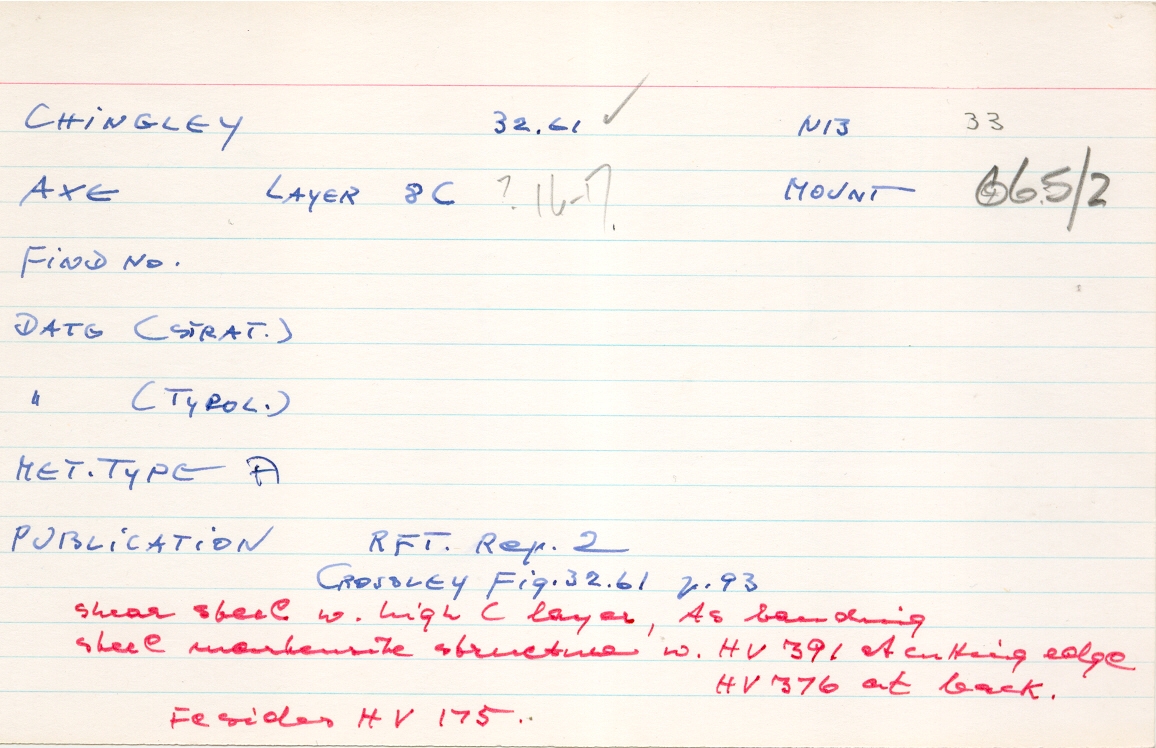 CHINGLEY 32.61 ✓ N13 33
AXE LAYER 8C ? 16-17 MOUNT 665/2
FIND NO.
DATE (STRAT.)
" (TYPOL.)
MET. TYPE A
PUBLICATION RFT. Rep. 2
CROSSLEY Fig. 32.61 p. 93
shear steel w. high C layer, As banding
steel martensite structure w. HV 391 at cutting edge
HV 376 at back.
Fe sides HV 175..